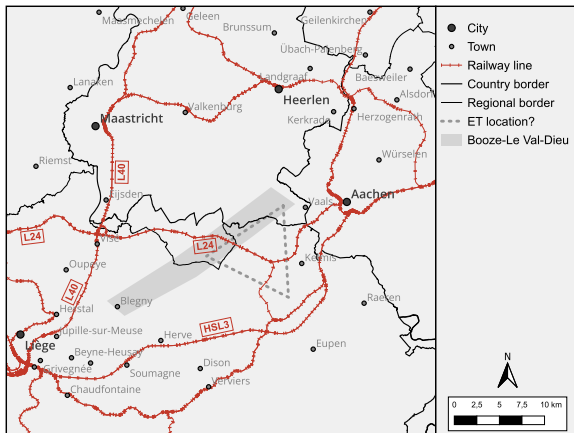 Maasmechelen
Geleen
Brunssum
Geilenkirchen
Übach-Palenberg
Landgraaf
Baesweiler
Lanaken
Heerlen
Alsdorf
Valkenburg
Kerkrade
Herzogenrath
Maastricht
Würselen
Riemst
L40
Eijsden
Vaals
Aachen
L24
Visé
L24
Oupeye
Kelmis
L40
Blegny
Raeren
Herstal
HSL3
Jupille-sur-Meuse
Liège
Herve
Eupen
Beyne-Heusay
Grivegnée
Soumagne
Dison
Chaudfontaine
Verviers
City
Town
Railway line
Country border
Regional border
ET location?
Booze-Le Val-Dieu
N
0 2,5 5 7,5 10 km